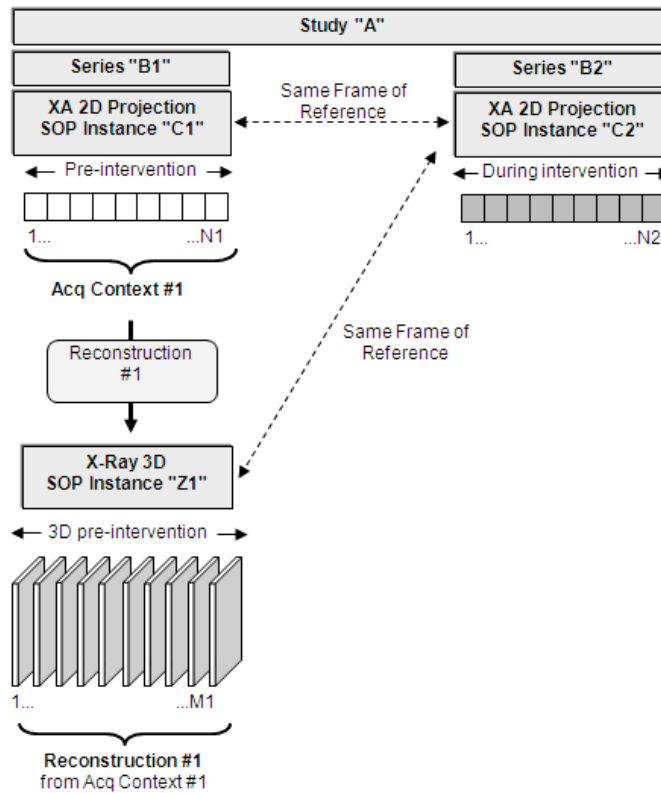 Study "A"
Series "B1"
Series "B2"
XA 2D Projection
SOP Instance "C1"
Same Frame of
Reference
XA 2D Projection
SOP Instance "C2"
Pre-intervention
During intervention
1...
...N1
1...
...N2
Acq Context #1
Reconstruction
#1
Same Frame of
Reference
X-Ray 3D
SOP Instance "Z1"
3D pre-intervention
1...
...M1
Reconstruction #1
from Acq Context #1